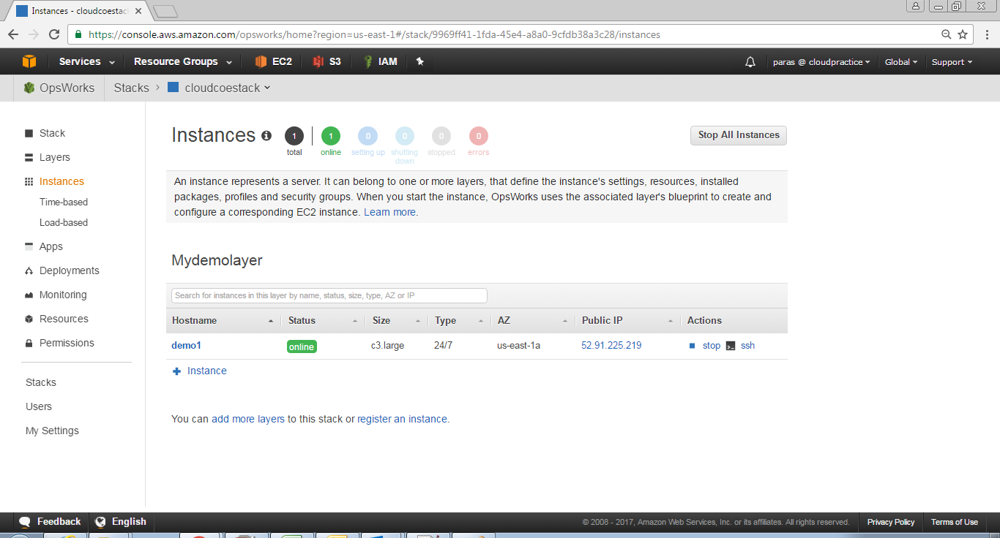 Instances - cloudcoestac
https://console.aws.amazon.com/opsworks/home?region=us-east-1#/stack/9969ff41-1fda-45e4-a8a0-9cfdb38a3c28/instances
Services Resource Groups EC2 S3 IAM paras @ cloudpractice Global Support
OpsWorks Stacks > cloudcoestack
Stack
Layers
Instances
Time-based
Load-based
Apps
Deployments
Monitoring
Resources
Permissions
Stacks
Users
My Settings
Instances i
1 total
1 online
0 setting up
0 shutting down
0 stopped
0 errors
Stop All Instances
An instance represents a server. It can belong to one or more layers, that define the instance's settings, resources, installed
packages, profiles and security groups. When you start the instance, OpsWorks uses the associated layer's blueprint to create and
configure a corresponding EC2 instance. Learn more.
Mydemolayer
Search for instances in this layer by name, status, size, type, AZ or IP
Hostname Status Size Type AZ Public IP Actions
demo1 online c3.large 24/7 us-east-1a 52.91.225.219 stop ssh
+ Instance
You can add more layers to this stack or register an instance.
Feedback English © 2008 - 2017, Amazon Web Services, Inc. or its affiliates. All rights reserved. Privacy Policy Terms of Use